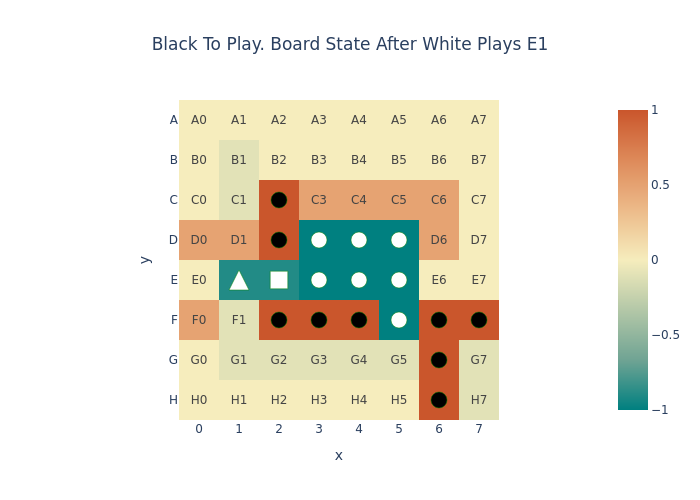 Black To Play. Board State After White Plays E1
A A0 A1 A2 A3 A4 A5 A6 A7
B B0 B1 B2 B3 B4 B5 B6 B7
C C0 C1 C3 C4 C5 C6 C7
D D0 D1 D6 D7
E E0 E6 E7
F F0 F1
G G0 G1 G2 G3 G4 G5 G7
H H0 H1 H2 H3 H4 H5 H7
0 1 2 3 4 5 6 7
x
y
1
0.5
0
−0.5
−1